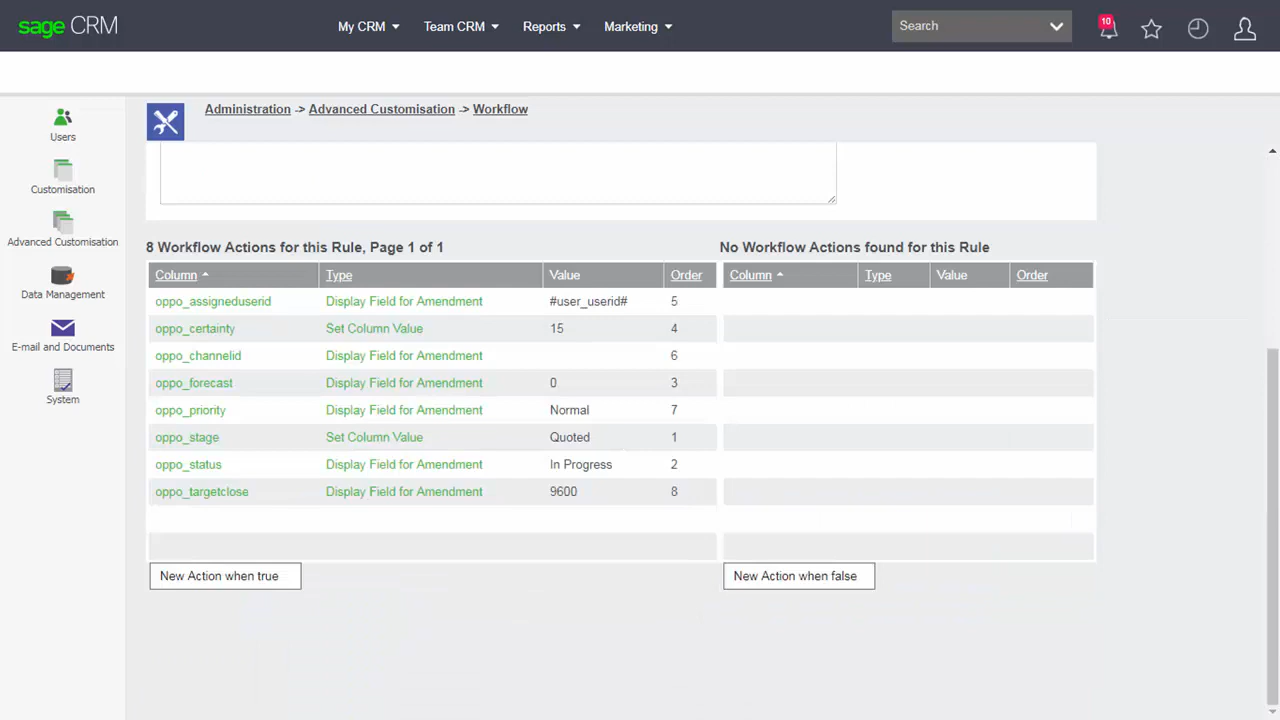 sage CRM
My CRM
Team CRM
Reports
Marketing
Search
10
Users
Customisation
Advanced Customisation
Data Management
E-mail and Documents
System
Administration -> Advanced Customisation -> Workflow
8 Workflow Actions for this Rule, Page 1 of 1
Column Type Value Order
oppo_assigneduserid Display Field for Amendment #user_userid# 5
oppo_certainty Set Column Value 15 4
oppo_channelid Display Field for Amendment 6
oppo_forecast Display Field for Amendment 0 3
oppo_priority Display Field for Amendment Normal 7
oppo_stage Set Column Value Quoted 1
oppo_status Display Field for Amendment In Progress 2
oppo_targetclose Display Field for Amendment 9600 8
New Action when true
No Workflow Actions found for this Rule
Column Type Value Order
New Action when false